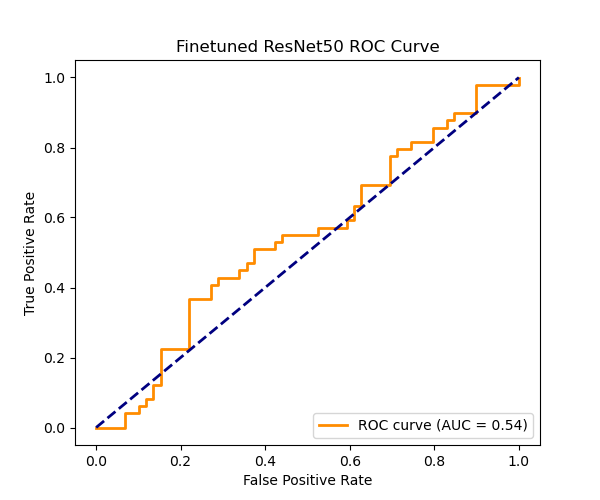 Finetuned ResNet50 ROC Curve
True Positive Rate
1.0
0.8
0.6
0.4
0.2
0.0
ROC curve (AUC = 0.54)
0.0 0.2 0.4 0.6 0.8 1.0
False Positive Rate